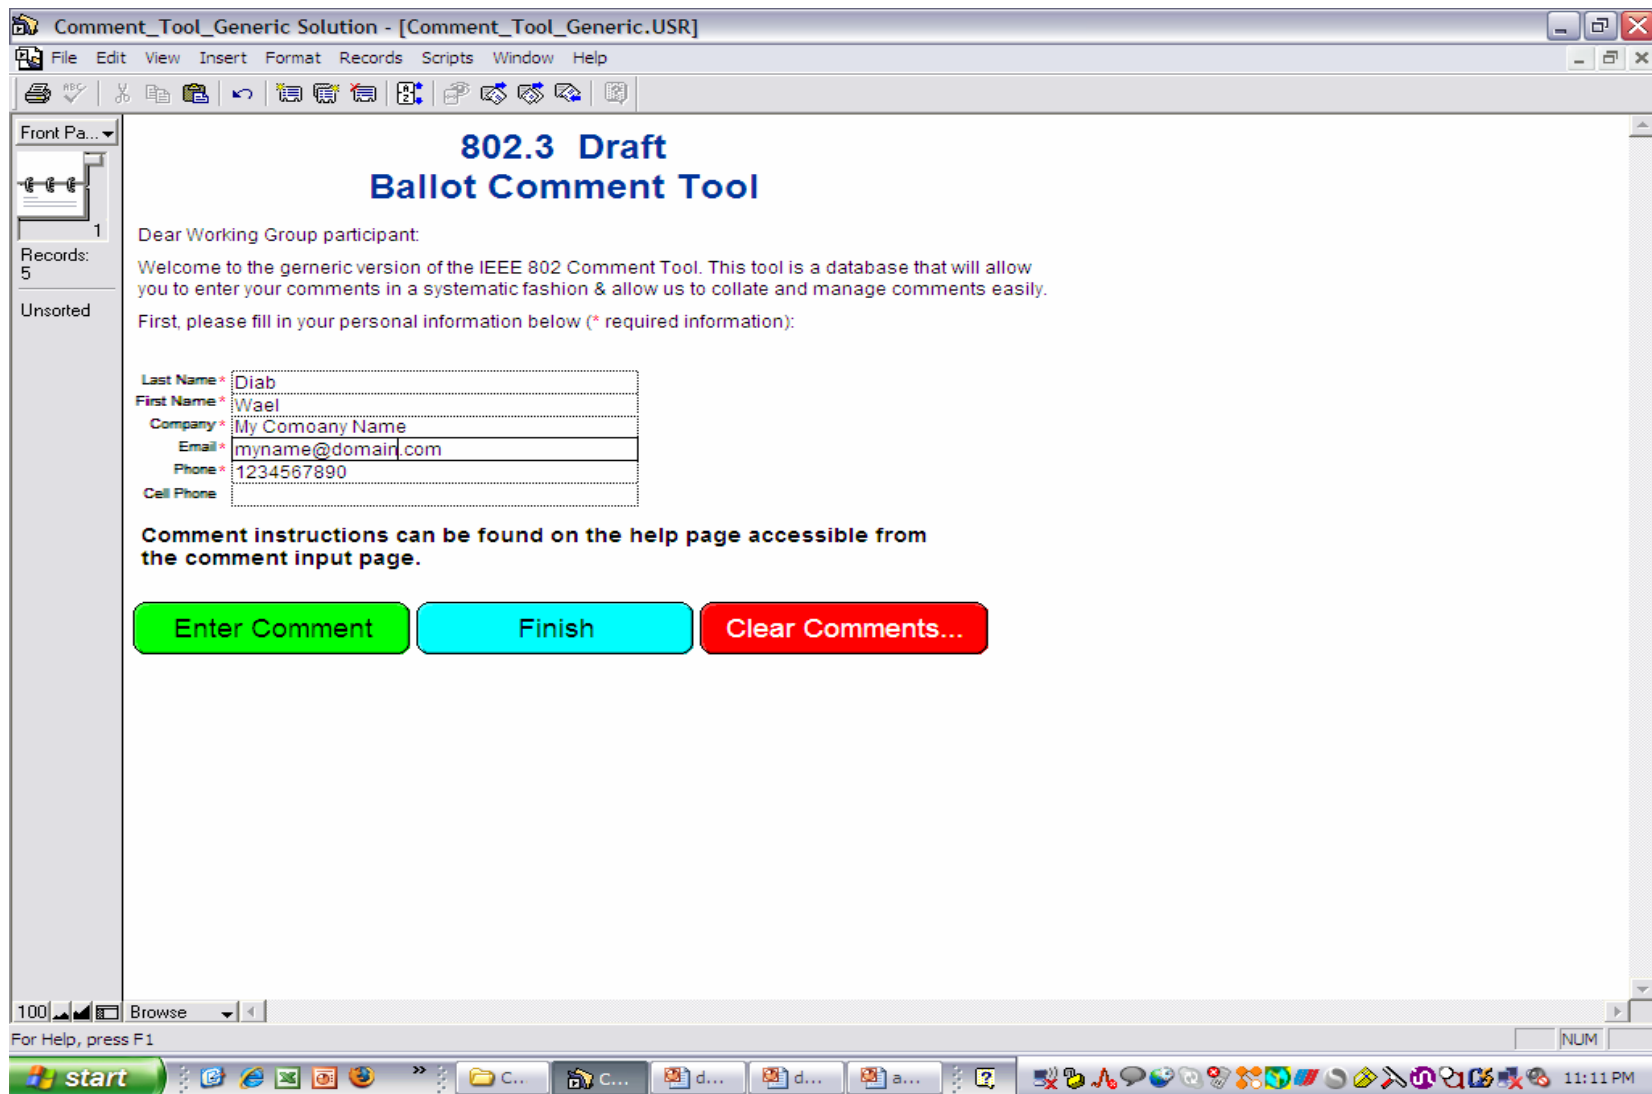 Comment_Tool_Generic Solution - [Comment_Tool_Generic.USR]
File Edit View Insert Format Records Scripts Window Help
Front Pa...
1
Records:
5
Unsorted
802.3 Draft
Ballot Comment Tool
Dear Working Group participant:
Welcome to the gerneric version of the IEEE 802 Comment Tool. This tool is a database that will allow
you to enter your comments in a systematic fashion & allow us to collate and manage comments easily.
First, please fill in your personal information below (* required information):
Last Name * Diab
First Name * Wael
Company * My Comoany Name
Email * myname@domain.com
Phone * 1234567890
Cell Phone
Comment instructions can be found on the help page accessible from
the comment input page.
Enter Comment Finish Clear Comments...
100 Browse
For Help, press F1 NUM
start » C... C... d... d... a... 11:11 PM